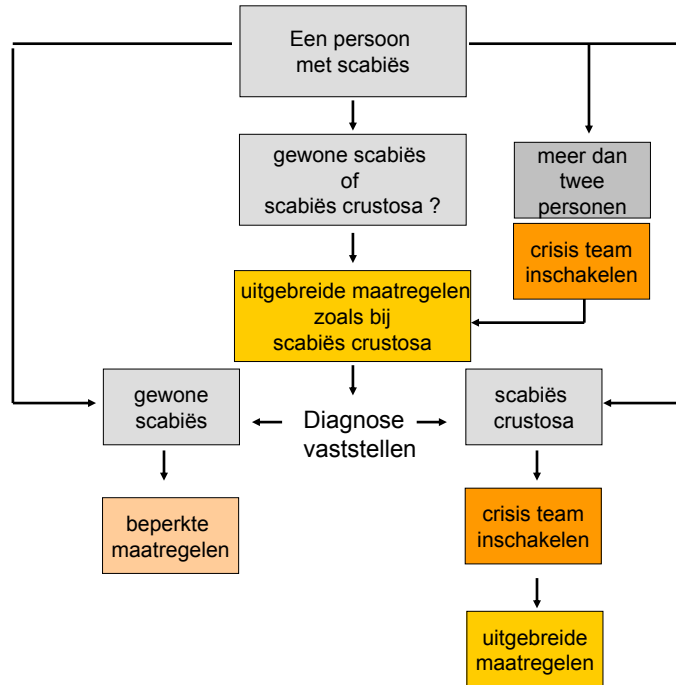 Een persoon
met scabiës
gewone scabiës
of
scabiës crustosa ?
meer dan
twee
personen
crisis team
inschakelen
uitgebreide maatregelen
zoals bij
scabiës crustosa
gewone
scabiës
Diagnose
vaststellen
scabiës
crustosa
beperkte
maatregelen
crisis team
inschakelen
uitgebreide
maatregelen